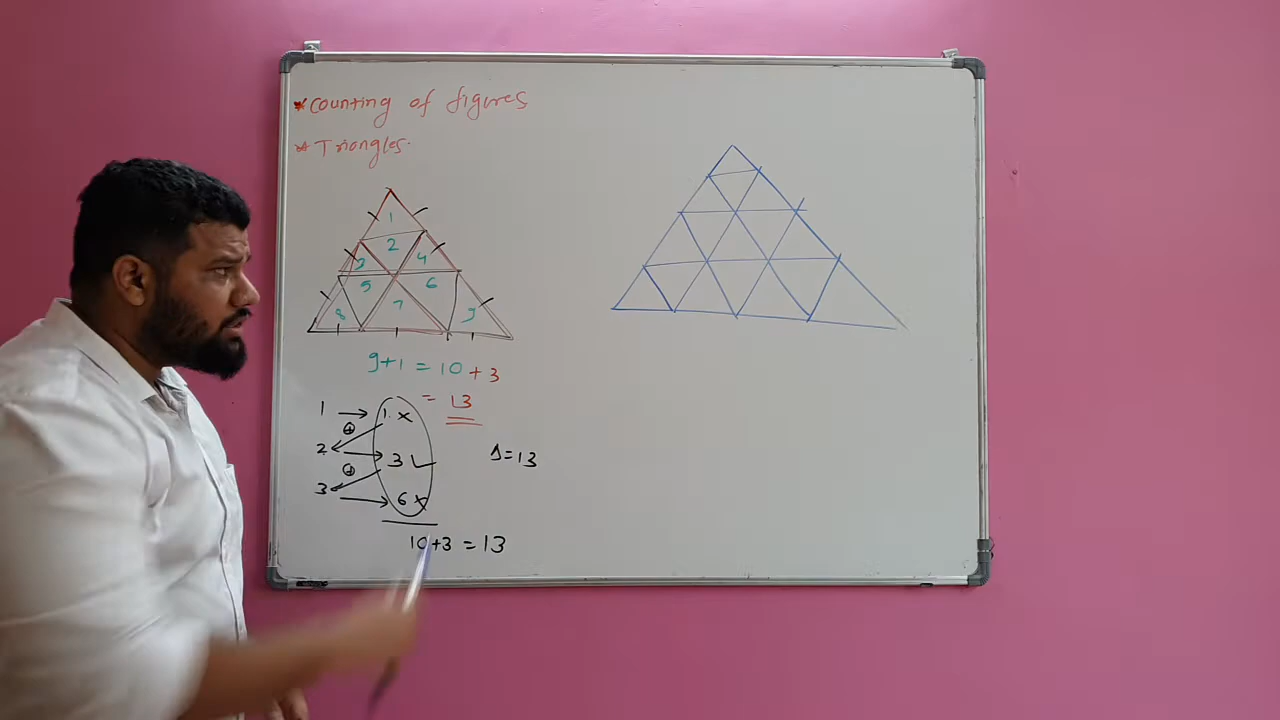 * Counting of figures
* Triangles.
1
2
3 4
5 6
8 7 9
9+1 = 10 + 3
= 13
1 → 1 ×
⊕
2 → 3 ✓
Δ = 13
⊕
3 → 6 ×
10+3 = 13